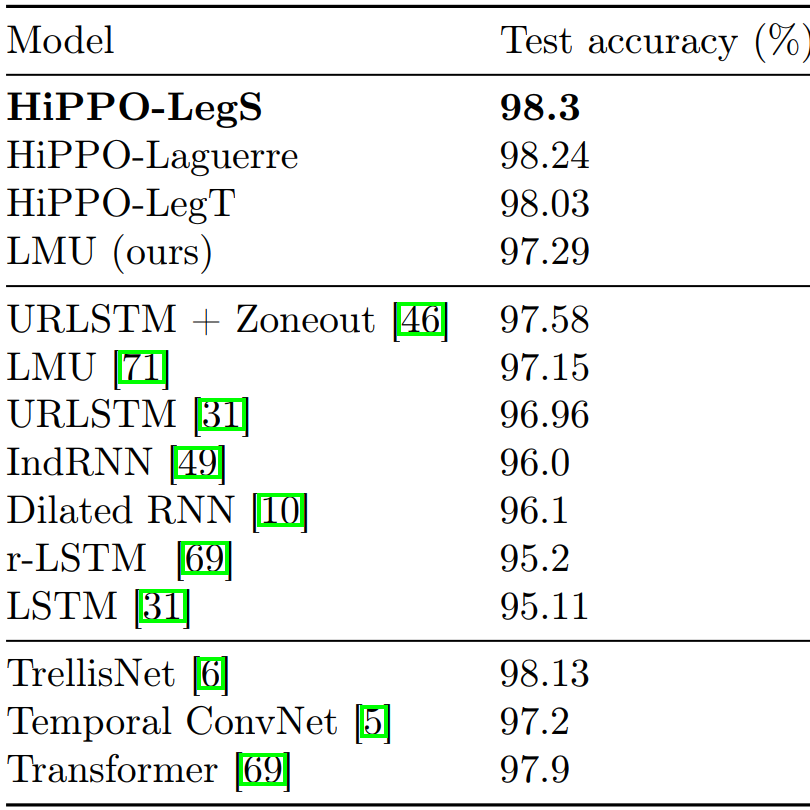 Model Test accuracy (%)
HiPPO-LegS 98.3
HiPPO-Laguerre 98.24
HiPPO-LegT 98.03
LMU (ours) 97.29
URLSTM + Zoneout [46] 97.58
LMU [71] 97.15
URLSTM [31] 96.96
IndRNN [49] 96.0
Dilated RNN [10] 96.1
r-LSTM [69] 95.2
LSTM [31] 95.11
TrellisNet [6] 98.13
Temporal ConvNet [5] 97.2
Transformer [69] 97.9